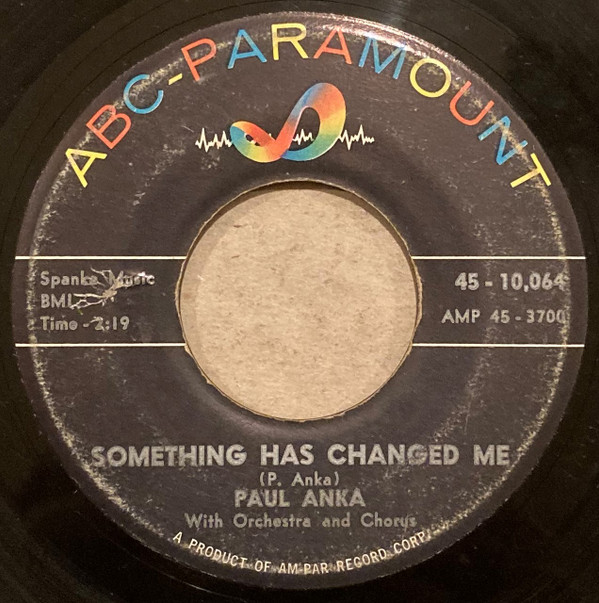 ABC-PARAMOUNT
Spanka Music
BMI
Time - 2:19
45 - 10,064
AMP 45 - 3700
SOMETHING HAS CHANGED ME
(P. Anka)
PAUL ANKA
With Orchestra and Chorus
A PRODUCT OF AM-PAR RECORD CORP.